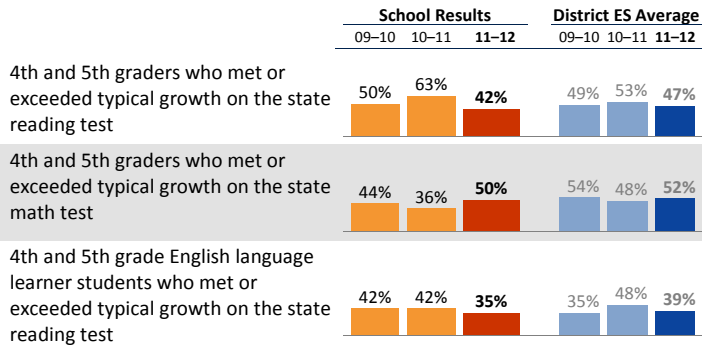 School Results District ES Average
09–10 10–11 11–12 09–10 10–11 11–12
4th and 5th graders who met or
exceeded typical growth on the state
reading test
50% 63% 42% 49% 53% 47%
4th and 5th graders who met or
exceeded typical growth on the state
math test
44% 36% 50% 54% 48% 52%
4th and 5th grade English language
learner students who met or
exceeded typical growth on the state
reading test
42% 42% 35% 35% 48% 39%